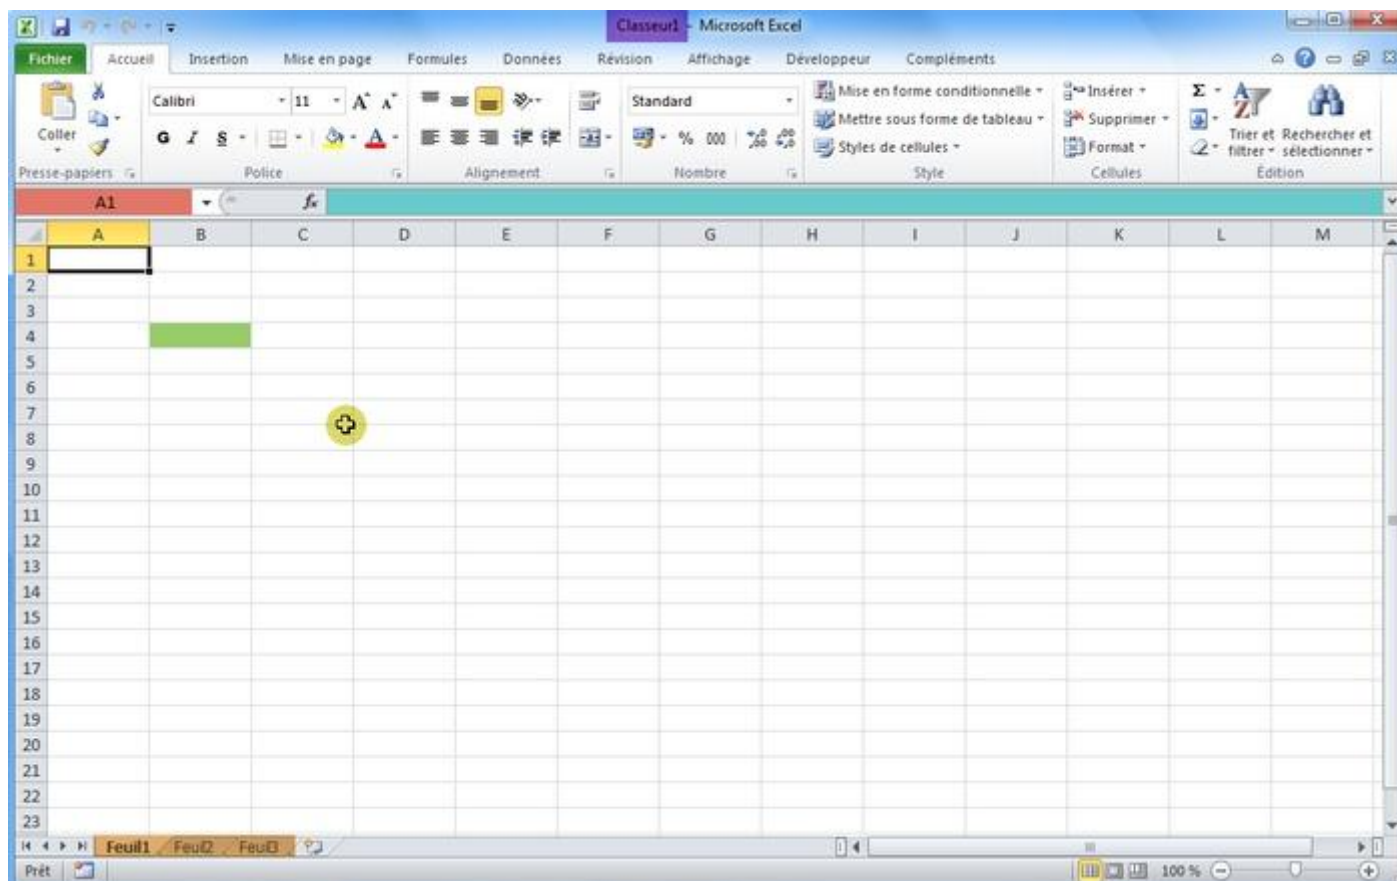 Classeur1 - Microsoft Excel
Fichier Accueil Insertion Mise en page Formules Données Révision Affichage Développeur Compléments
Coller
Presse-papiers
Calibri 11 A A
G I S A
Police
Alignement
Standard
% 000
Nombre
Mise en forme conditionnelle
Mettre sous forme de tableau
Styles de cellules
Style
Insérer
Supprimer
Format
Cellules
Σ
Trier et filtrer
Rechercher et sélectionner
Édition
A1 fx
A B C D E F G H I J K L M
1
2
3
4
5
6
7
8
9
10
11
12
13
14
15
16
17
18
19
20
21
22
23
Feuil1 Feuil2 Feuil3
Prêt 100 %